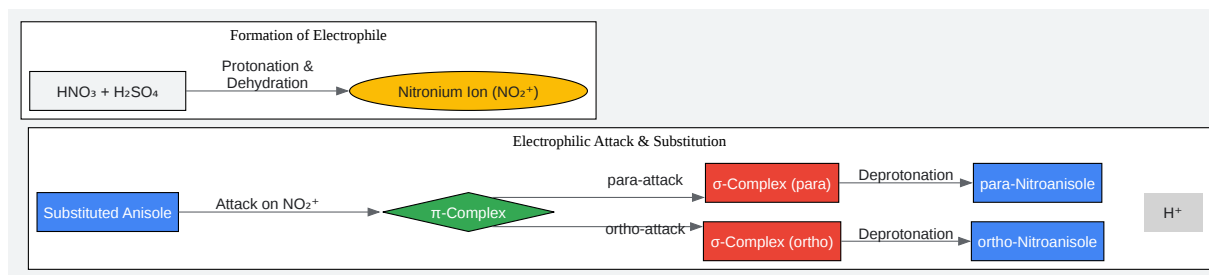 Formation of Electrophile
HNO₃ + H₂SO₄
Protonation &
Dehydration
Nitronium Ion (NO₂⁺)
Electrophilic Attack & Substitution
Substituted Anisole
Attack on NO₂⁺
π-Complex
para-attack
ortho-attack
σ-Complex (para)
Deprotonation
para-Nitroanisole
σ-Complex (ortho)
Deprotonation
ortho-Nitroanisole
H⁺